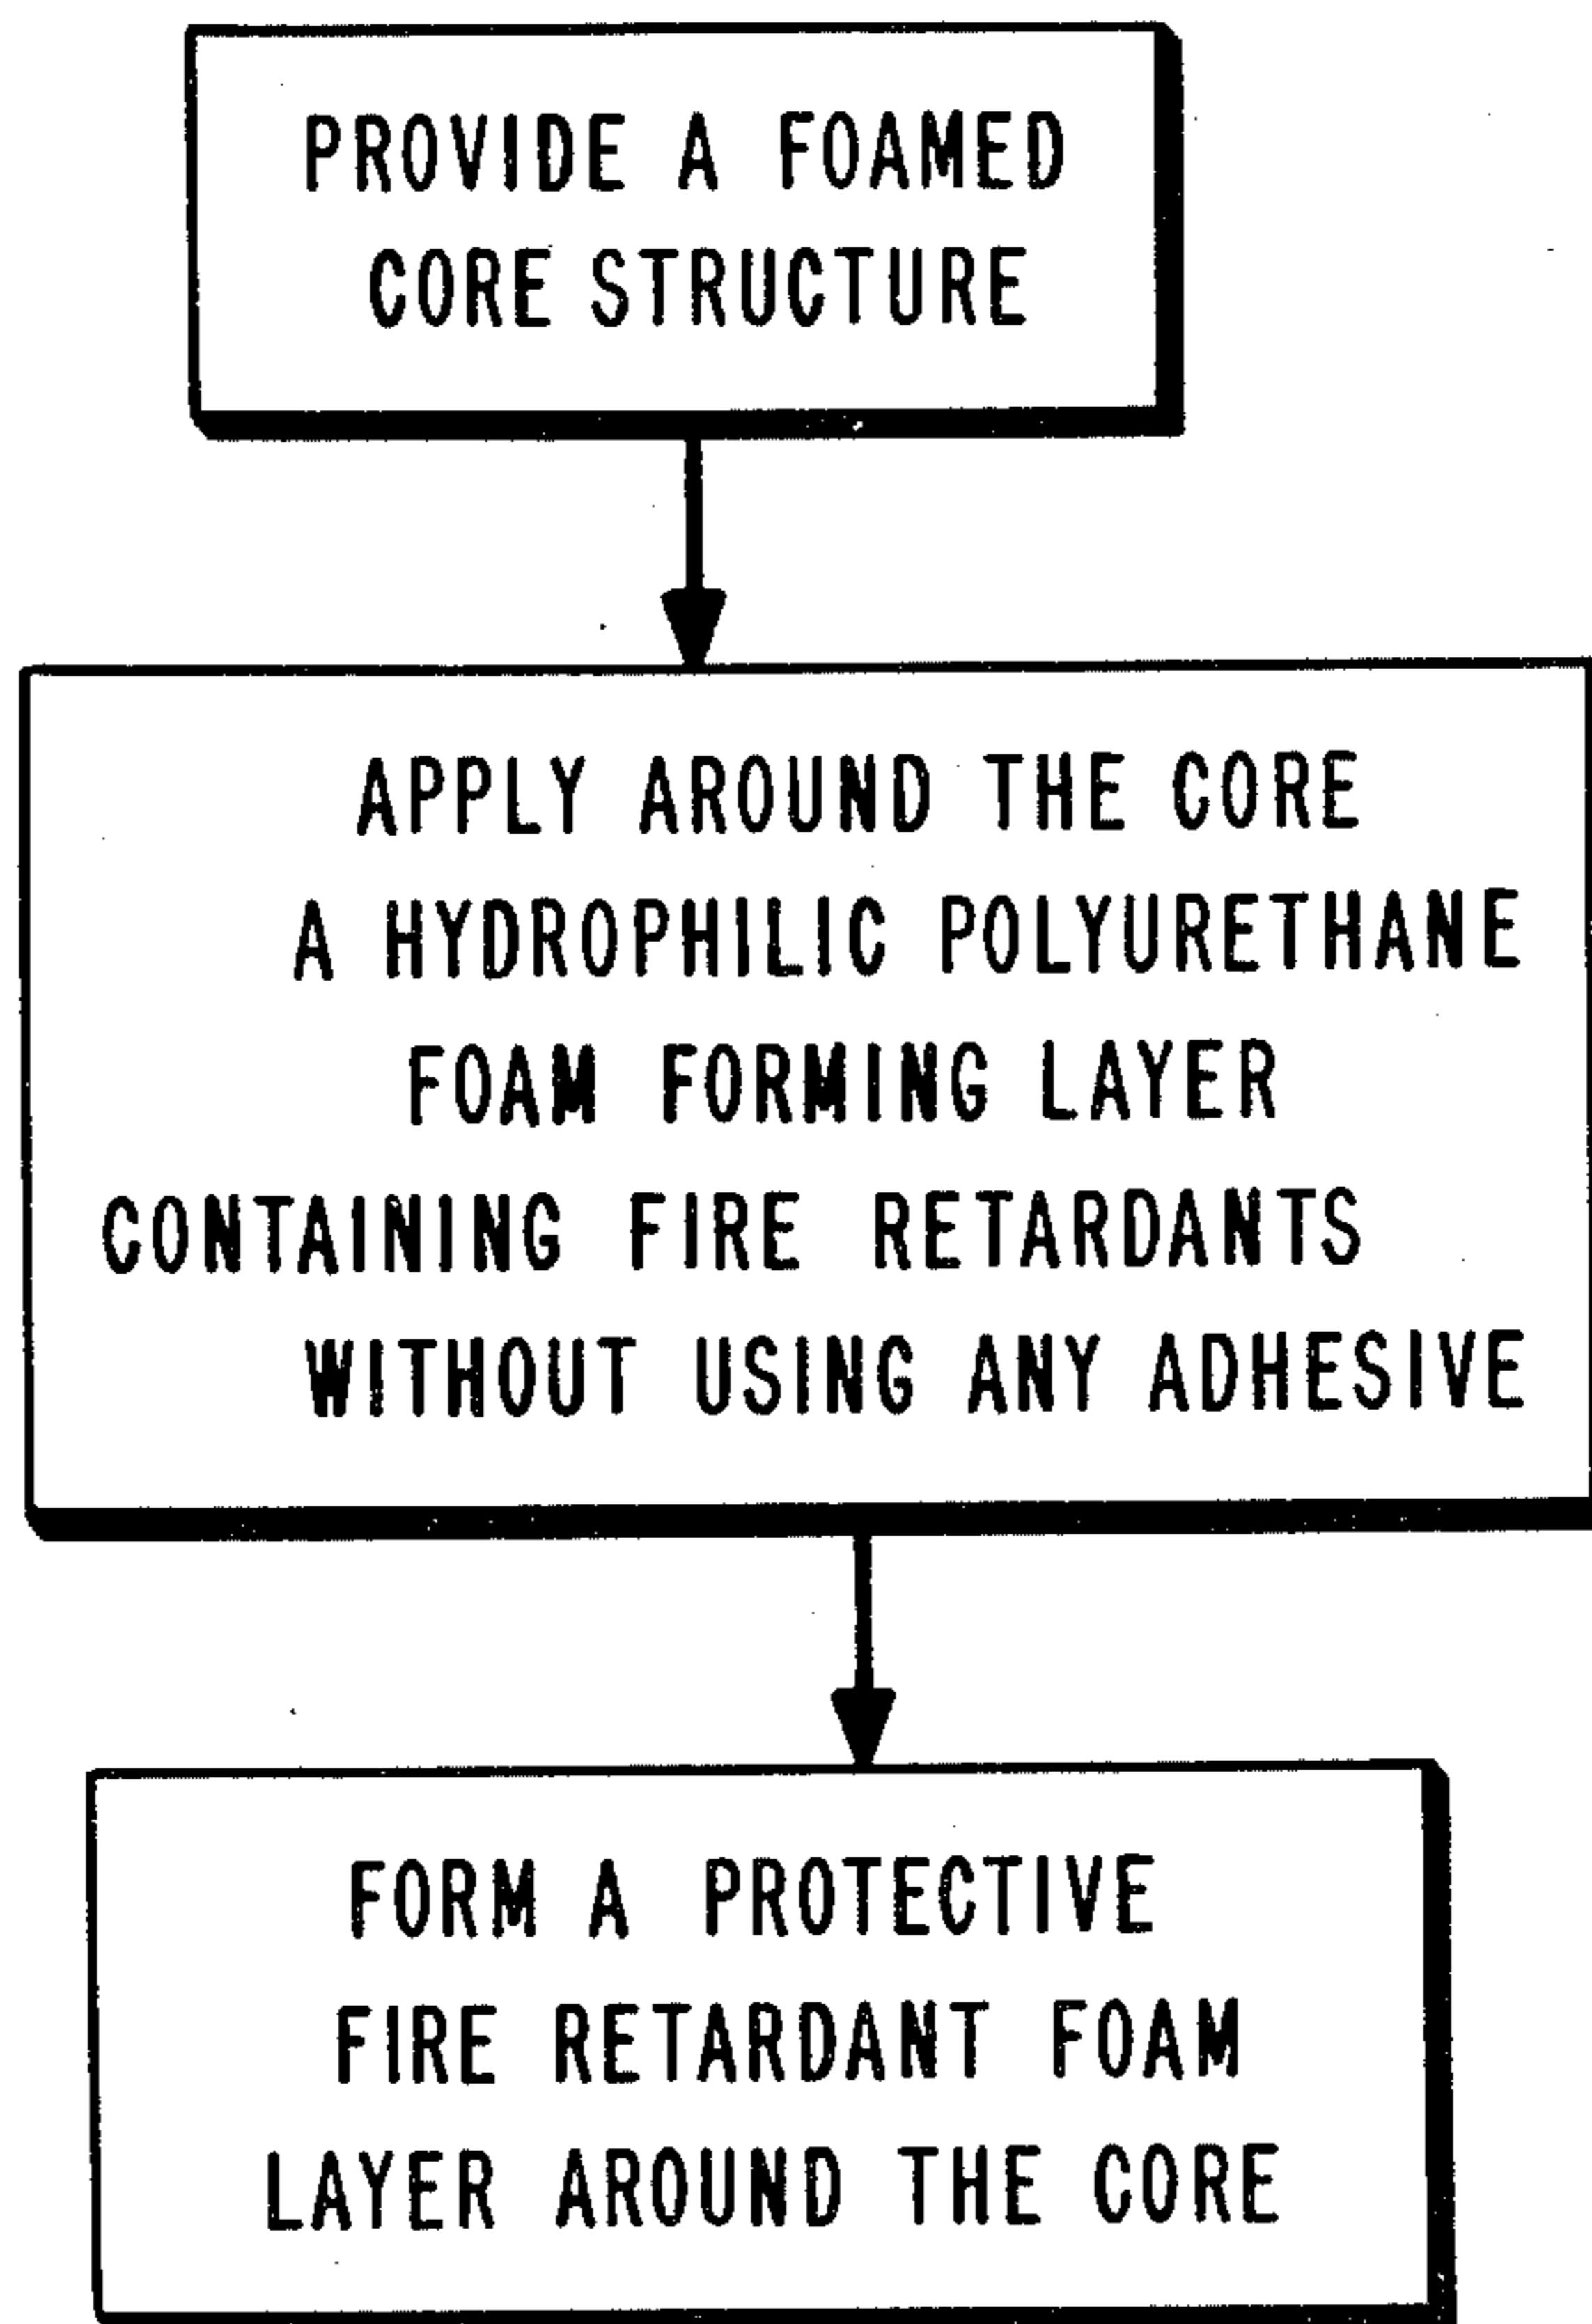 PROVIDE A FOAMED
CORE STRUCTURE
APPLY AROUND THE CORE
A HYDROPHILIC POLYURETHANE
FOAM FORMING LAYER
CONTAINING FIRE RETARDANTS
WITHOUT USING ANY ADHESIVE
FORM A PROTECTIVE
FIRE RETARDANT FOAM
LAYER AROUND THE CORE